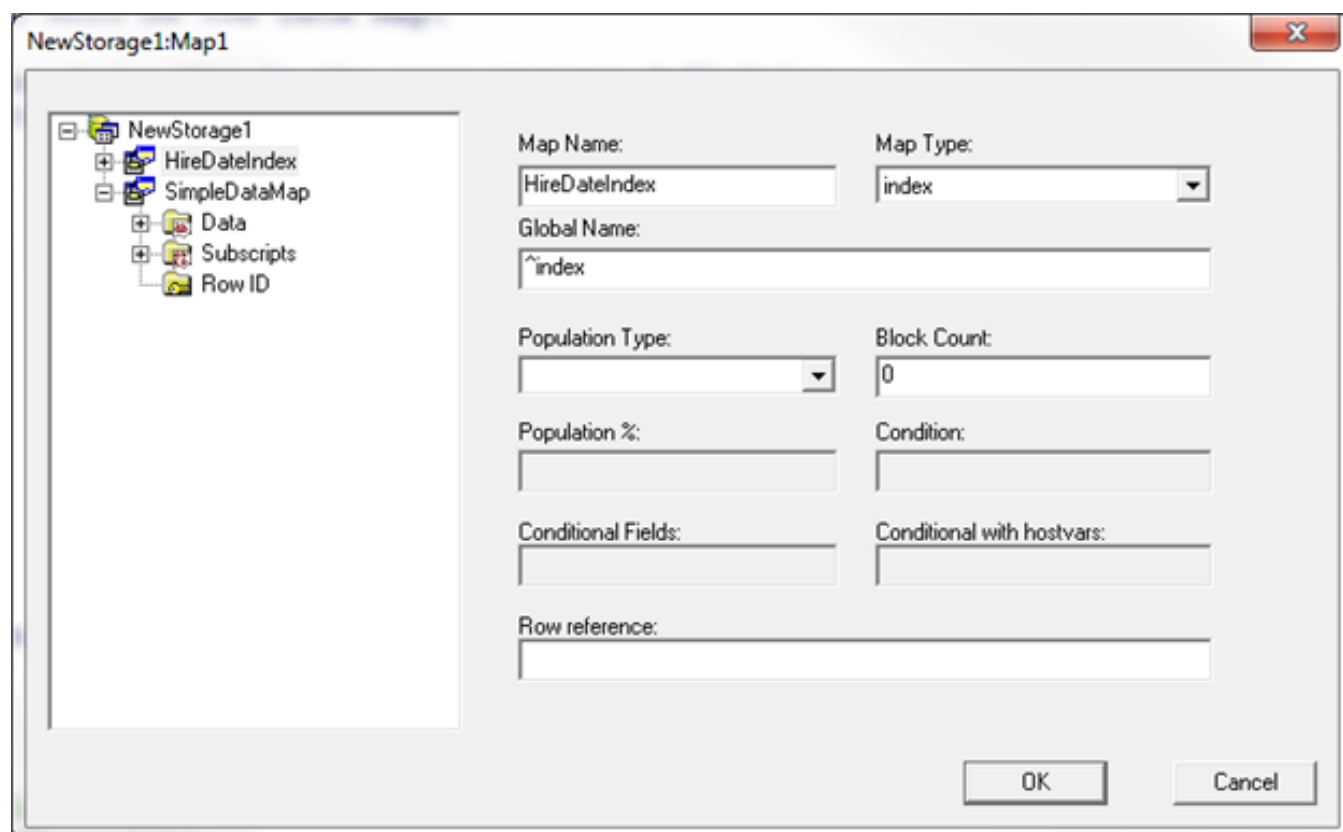 NewStorage1:Map1
NewStorage1
HireDateIndex
SimpleDataMap
Data
Subscripts
Row ID
Map Name:
Map Type:
HireDateIndex
index
Global Name:
^index
Population Type:
Block Count:
0
Population %:
Condition:
Conditional Fields:
Conditional with hostvars:
Row reference:
OK
Cancel